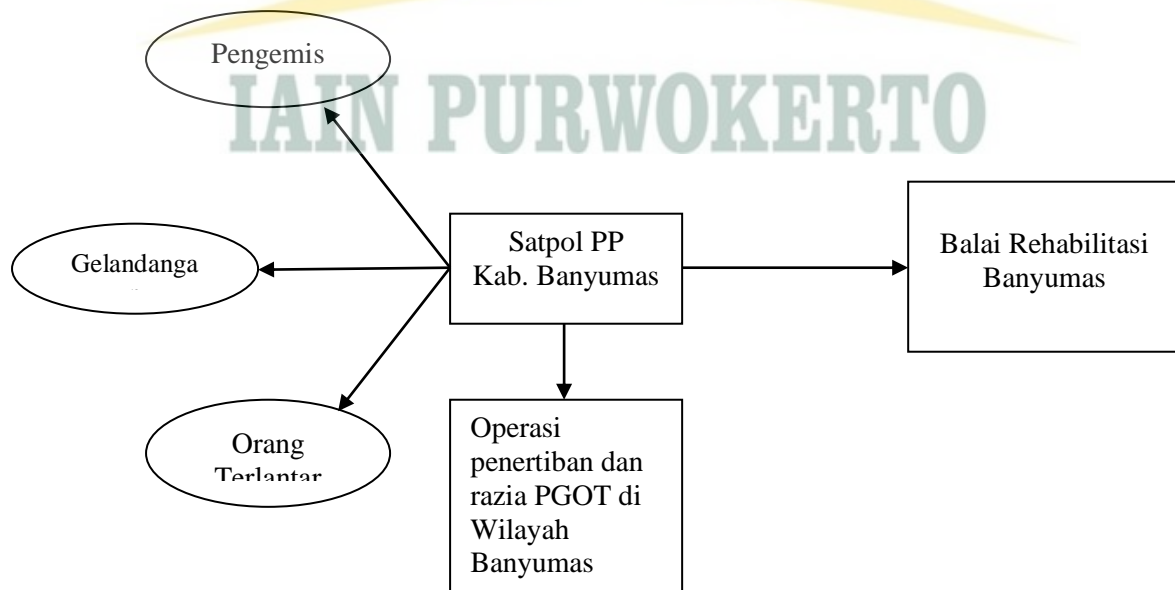 Pengemis
IAIN PURWOKERTO
Satpol PP
Kab. Banyumas
Balai Rehabilitasi
Banyumas
Gelandanga
Orang
Terlantar
Operasi
penertiban dan
razia PGOT di
Wilayah
Banyumas